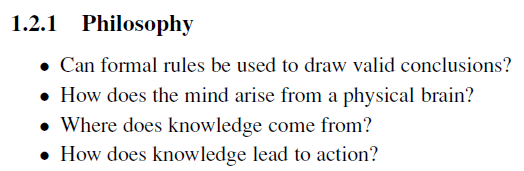 1.2.1 Philosophy
• Can formal rules be used to draw valid conclusions?
• How does the mind arise from a physical brain?
• Where does knowledge come from?
• How does knowledge lead to action?